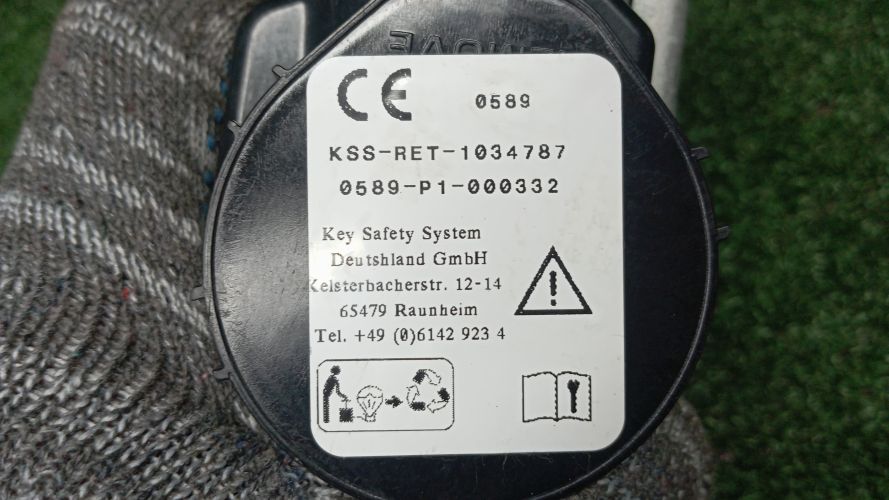 CE 0589
KSS-RET-1034787
0589-P1-000332
Key Safety System
Deutshland GmbH
Kelsterbacherstr. 12-14
65479 Raunheim
Tel. +49 (0)6142 923 4